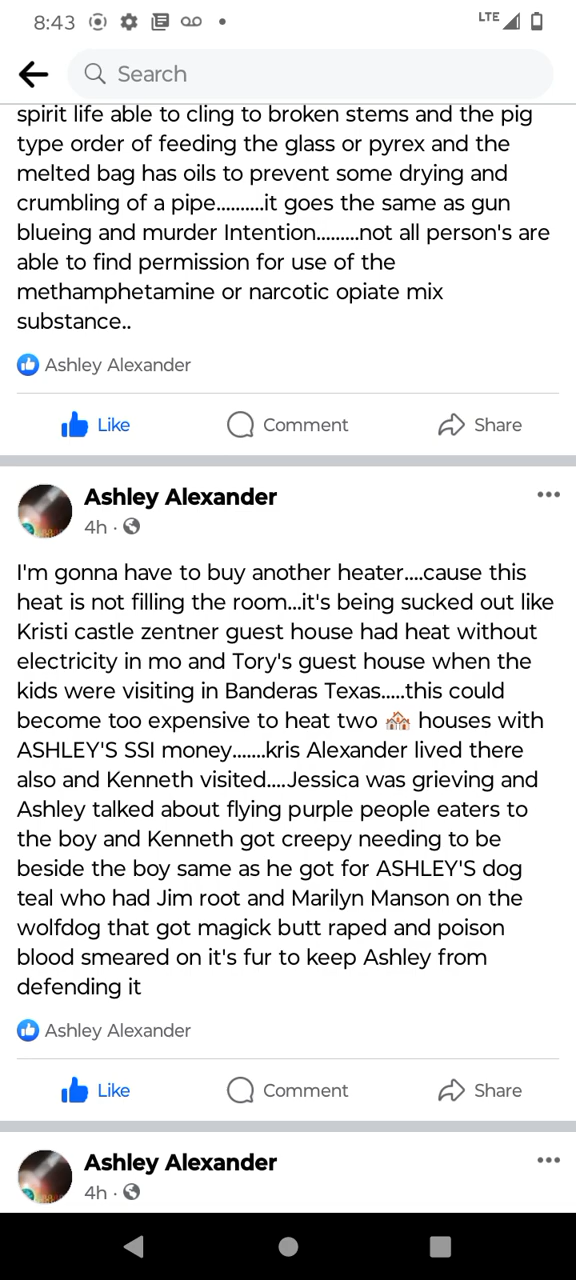 8:43
LTE
Search
spirit life able to cling to broken stems and the pig
type order of feeding the glass or pyrex and the
melted bag has oils to prevent some drying and
crumbling of a pipe.........it goes the same as gun
blueing and murder Intention.........not all person's are
able to find permission for use of the
methamphetamine or narcotic opiate mix
substance..
Ashley Alexander
Like Comment Share
Ashley Alexander
4h ·
I'm gonna have to buy another heater....cause this
heat is not filling the room...it's being sucked out like
Kristi castle zentner guest house had heat without
electricity in mo and Tory's guest house when the
kids were visiting in Banderas Texas.....this could
become too expensive to heat two 🏘️ houses with
ASHLEY'S SSI money.......kris Alexander lived there
also and Kenneth visited....Jessica was grieving and
Ashley talked about flying purple people eaters to
the boy and Kenneth got creepy needing to be
beside the boy same as he got for ASHLEY'S dog
teal who had Jim root and Marilyn Manson on the
wolfdog that got magick butt raped and poison
blood smeared on it's fur to keep Ashley from
defending it
Ashley Alexander
Like Comment Share
Ashley Alexander
4h ·